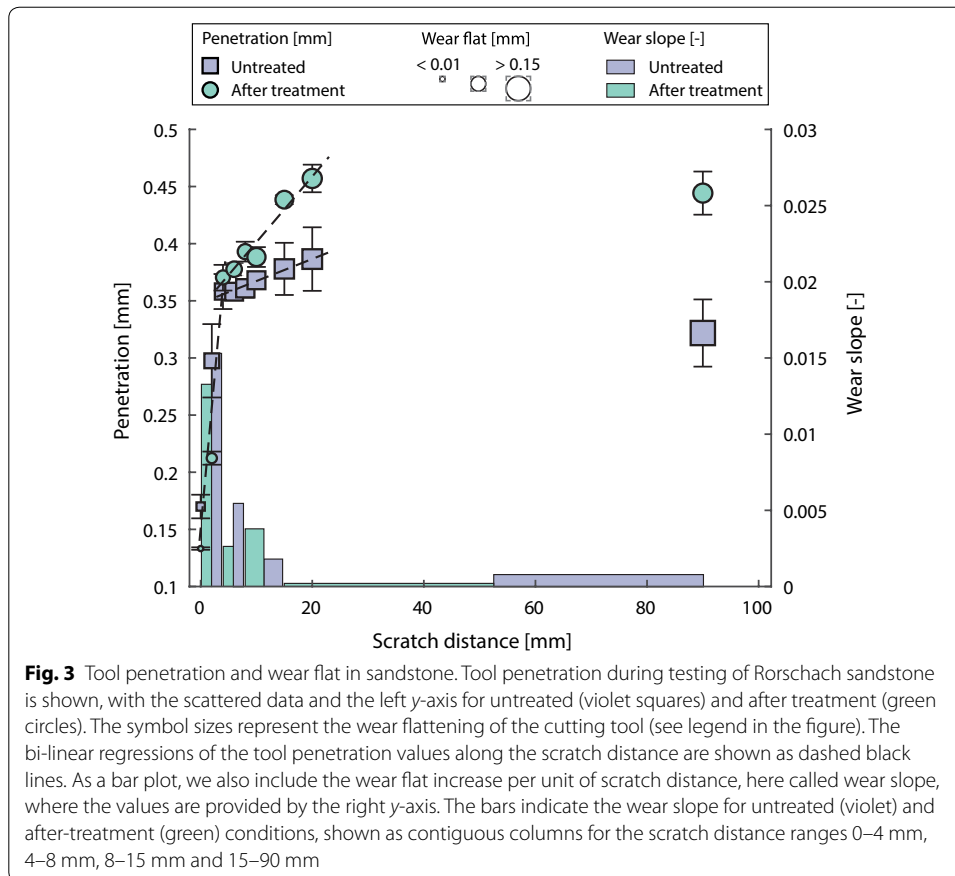 Penetration [mm]
Untreated
After treatment
Wear flat [mm]
< 0.01 > 0.15
Wear slope [-]
Untreated
After treatment
Penetration [mm]
0.5
0.45
0.4
0.35
0.3
0.25
0.2
0.15
0.1
0.03
0.025
0.02
0.015
0.01
0.005
0
Wear slope [-]
0 20 40 60 80 100
Scratch distance [mm]
Fig. 3 Tool penetration and wear flat in sandstone. Tool penetration during testing of Rorschach sandstone
is shown, with the scattered data and the left y-axis for untreated (violet squares) and after treatment (green
circles). The symbol sizes represent the wear flattening of the cutting tool (see legend in the figure). The
bi-linear regressions of the tool penetration values along the scratch distance are shown as dashed black
lines. As a bar plot, we also include the wear flat increase per unit of scratch distance, here called wear slope,
where the values are provided by the right y-axis. The bars indicate the wear slope for untreated (violet) and
after-treatment (green) conditions, shown as contiguous columns for the scratch distance ranges 0–4 mm,
4–8 mm, 8–15 mm and 15–90 mm